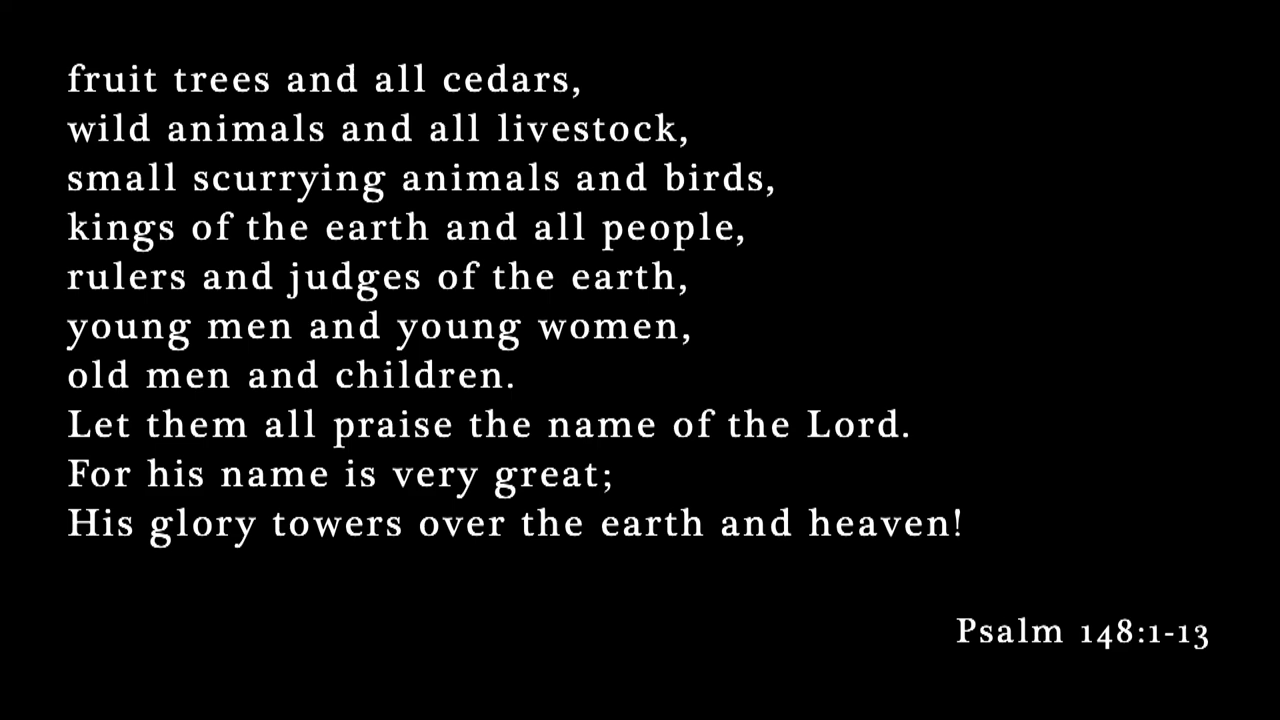 fruit trees and all cedars,
wild animals and all livestock,
small scurrying animals and birds,
kings of the earth and all people,
rulers and judges of the earth,
young men and young women,
old men and children.
Let them all praise the name of the Lord.
For his name is very great;
His glory towers over the earth and heaven!
Psalm 148:1-13